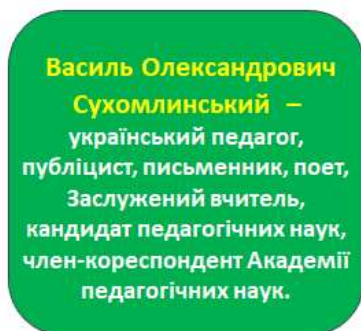 Василь Олександрович
Сухомлинський –
український педагог,
публіцист, письменник, поет,
Заслужений вчитель,
кандидат педагогічних наук,
член-кореспондент Академії
педагогічних наук.